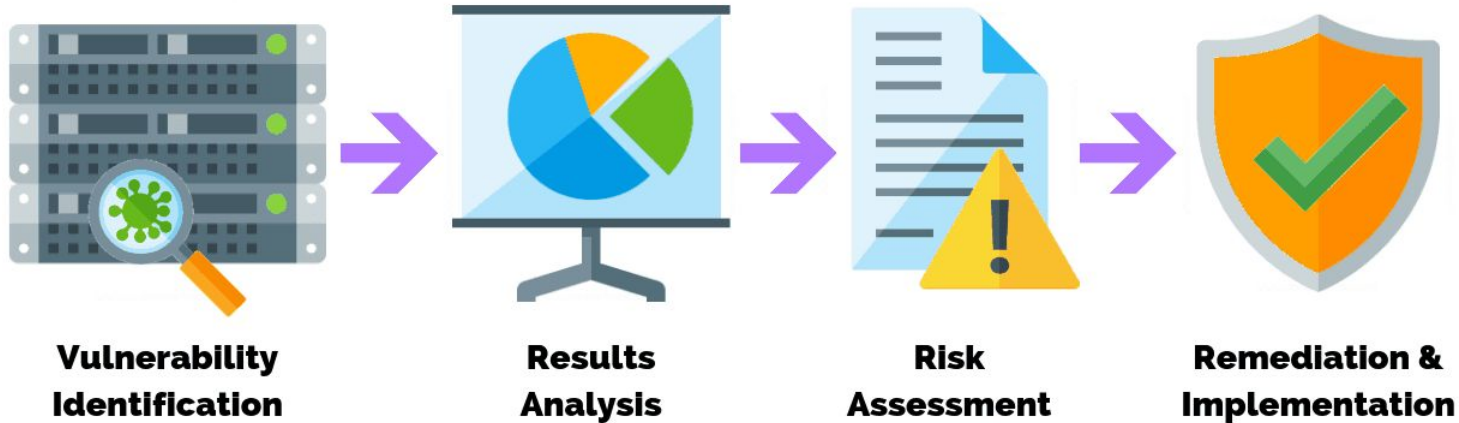 Vulnerability
Identification
Results
Analysis
Risk
Assessment
Remediation &
Implementation